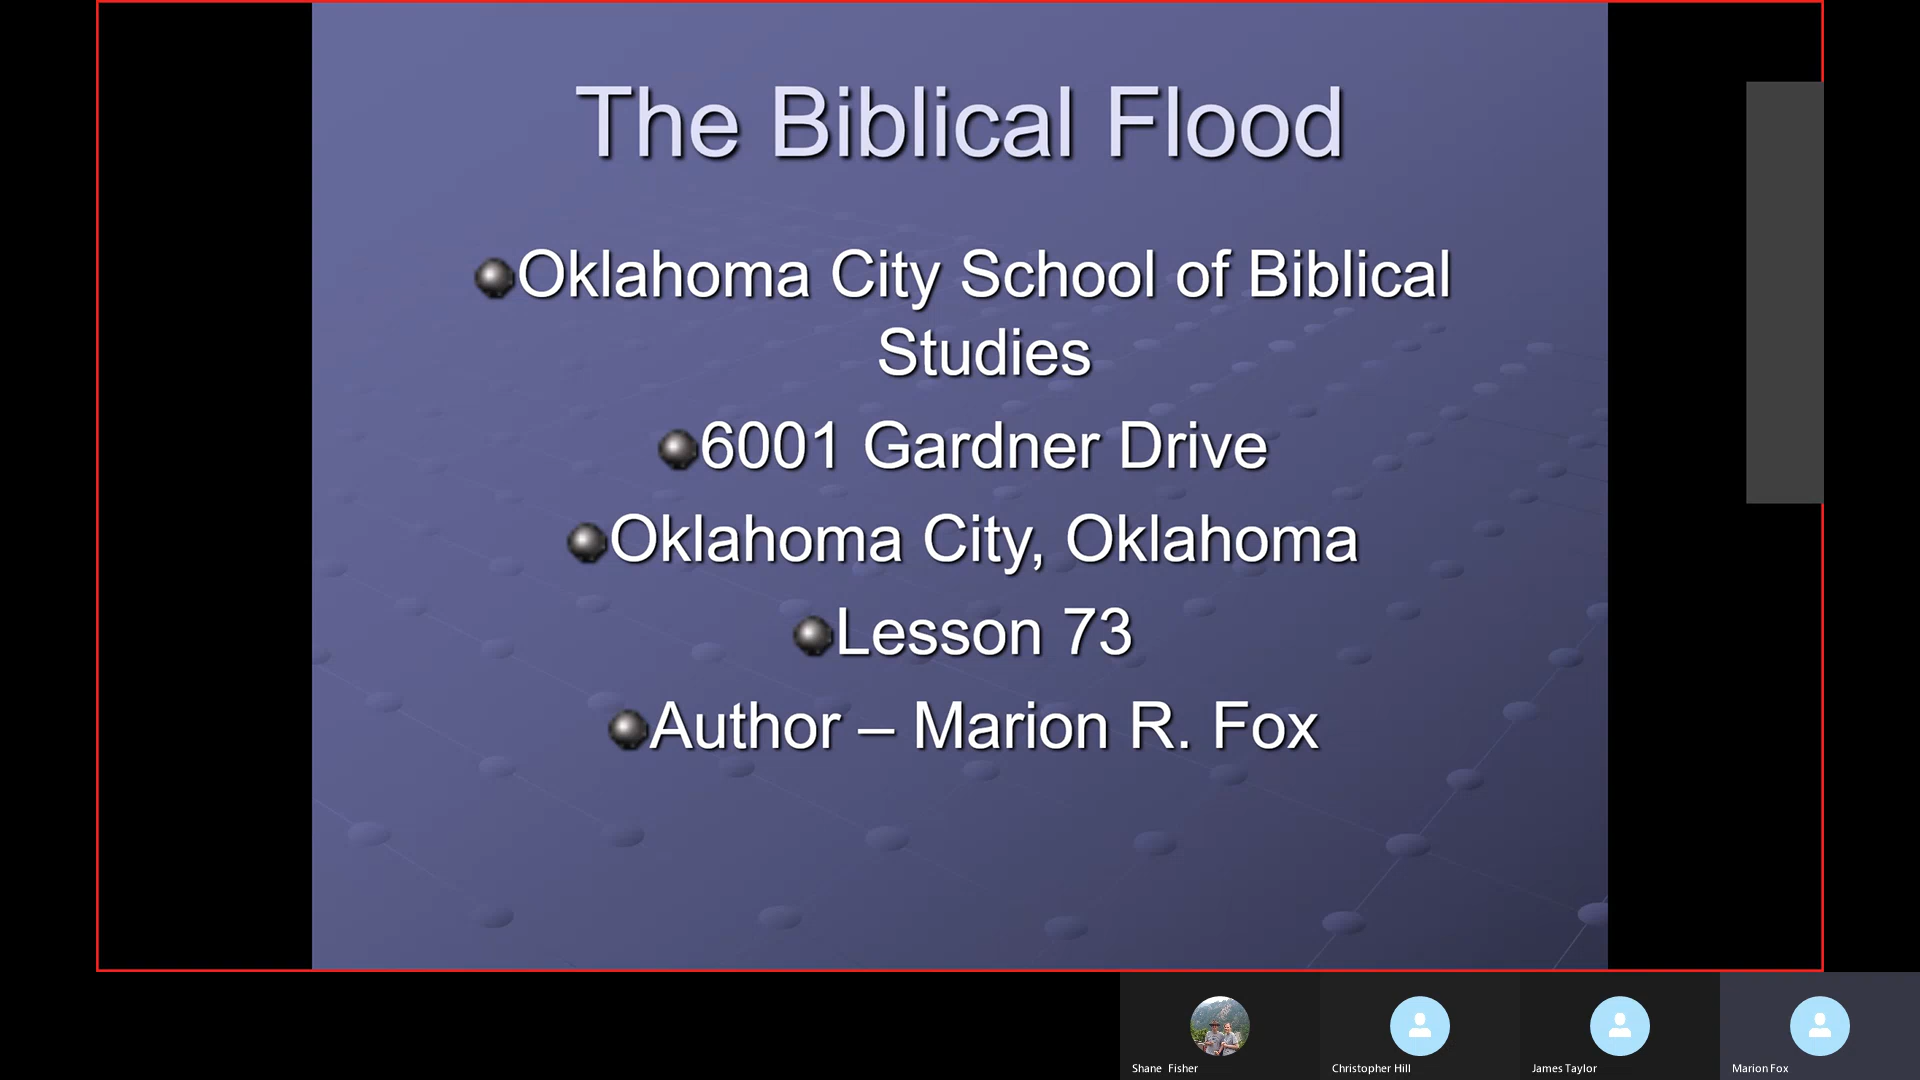 The Biblical Flood
Oklahoma City School of Biblical
Studies
6001 Gardner Drive
Oklahoma City, Oklahoma
Lesson 73
Author – Marion R. Fox
Shane Fisher
Christopher Hill
James Taylor
Marion Fox